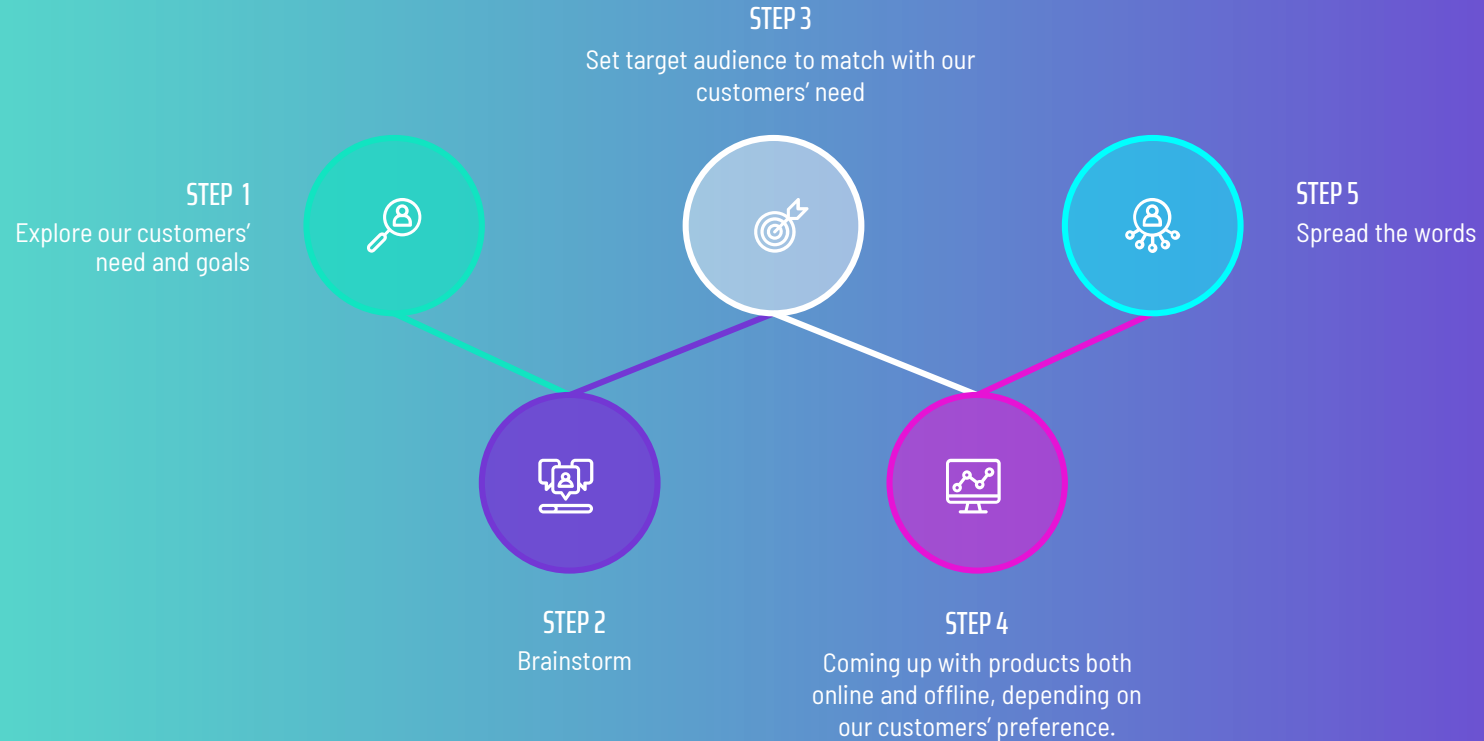 STEP 1
Explore our customers’
need and goals
STEP 2
Brainstorm
STEP 3
Set target audience to match with our
customers’ need
STEP 4
Coming up with products both
online and offline, depending on
our customers’ preference.
STEP 5
Spread the words